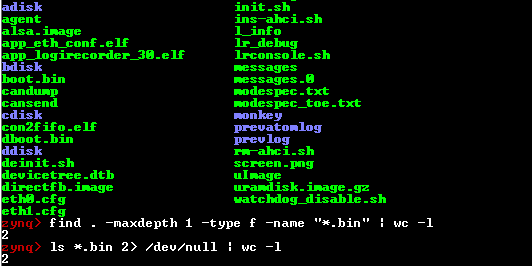 adisk init.sh
agent ins-ahci.sh
alsa.image l_info
app_eth_conf.elf lr_debug
app_logirecorder_30.elf lrconsole.sh
bdisk messages
boot.bin messages.0
candump modespec.txt
cansend modespec_toe.txt
cdisk monkey
con2fifo.elf prevatomlog
dboot.bin prevlog
ddisk rm-ahci.sh
deinit.sh screen.png
devicetree.dtb uImage
directfb.image uramdisk.image.gz
eth0.cfg watchdog_disable.sh
eth1.cfg
zynq> find . -maxdepth 1 -type f -name "*.bin" | wc -l
2
zynq> ls *.bin 2> /dev/null | wc -l
2